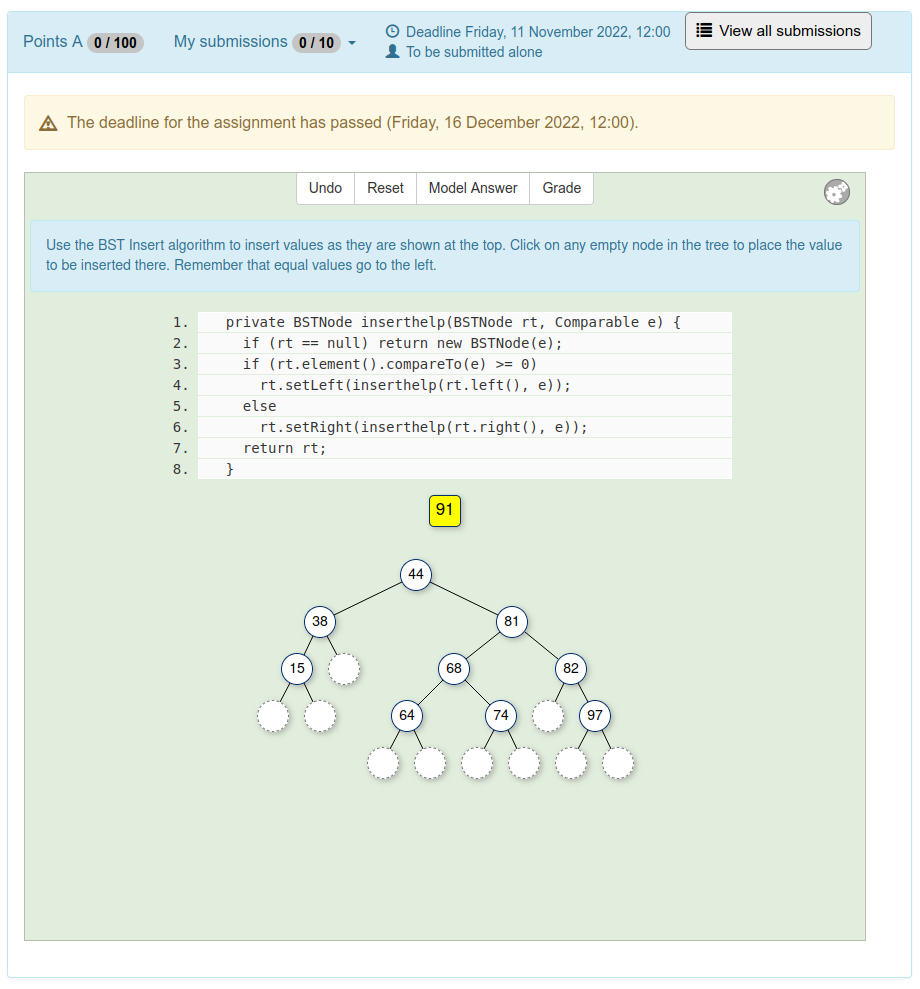 Points A 0 / 100 My submissions 0 / 10 Deadline Friday, 11 November 2022, 12:00 View all submissions
To be submitted alone
The deadline for the assignment has passed (Friday, 16 December 2022, 12:00).
Undo Reset Model Answer Grade
Use the BST Insert algorithm to insert values as they are shown at the top. Click on any empty node in the tree to place the value
to be inserted there. Remember that equal values go to the left.
1. private BSTNode inserthelp(BSTNode rt, Comparable e) {
2. if (rt == null) return new BSTNode(e);
3. if (rt.element().compareTo(e) >= 0)
4. rt.setLeft(inserthelp(rt.left(), e));
5. else
6. rt.setRight(inserthelp(rt.right(), e));
7. return rt;
8. }
91
44
38 81
15 68 82
64 74 97